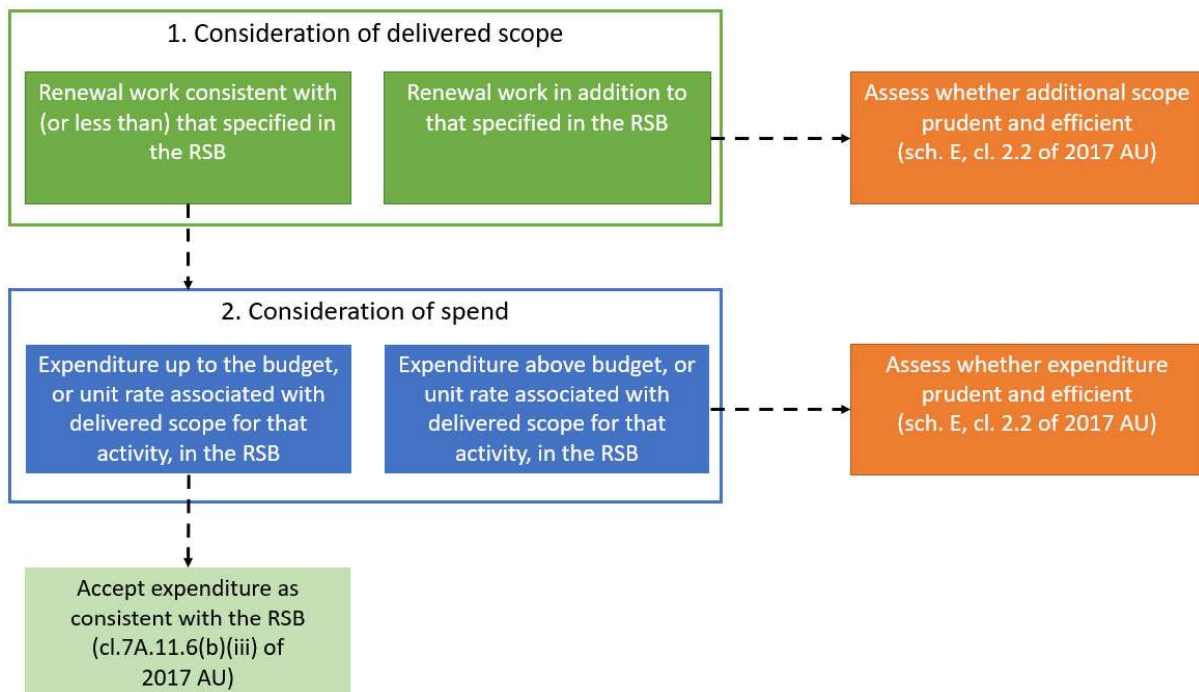 1. Consideration of delivered scope
Renewal work consistent with
(or less than) that specified in
the RSB
Renewal work in addition to
that specified in the RSB
Assess whether additional scope
prudent and efficient
(sch. E, cl. 2.2 of 2017 AU)
2. Consideration of spend
Expenditure up to the budget,
or unit rate associated with
delivered scope for that
activity, in the RSB
Expenditure above budget, or
unit rate associated with
delivered scope for that
activity, in the RSB
Assess whether expenditure
prudent and efficient
(sch. E, cl. 2.2 of 2017 AU)
Accept expenditure as
consistent with the RSB
(cl.7A.11.6(b)(iii) of
2017 AU)